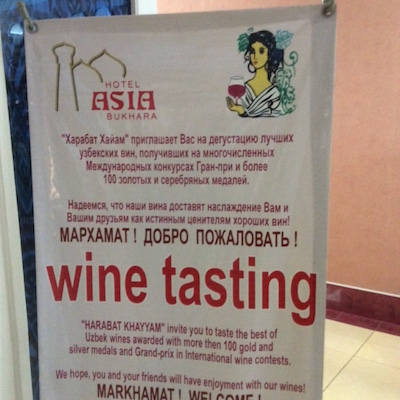 HOTEL
ASIA
BUKHARA
"Харабат Хайам" приглашает Вас на дегустацию лучших
узбекских вин, получивших на многочисленных
Международных конкурсах Гран-при и более
100 золотых и серебряных медалей.
Надеемся, что наши вина доставят наслаждение Вам и
Вашим друзьям как истинным ценителям хороших вин!
МАРХАМАТ ! ДОБРО ПОЖАЛОВАТЬ !
wine tasting
"HARABAT KHAYYAM" invite you to taste the best of
Uzbek wines awarded with more then 100 gold and
silver medals and Grand-prix in International wine contests.
We hope, you and your friends will have enjoyment with our wines!
MARKHAMAT ! WELCOME !